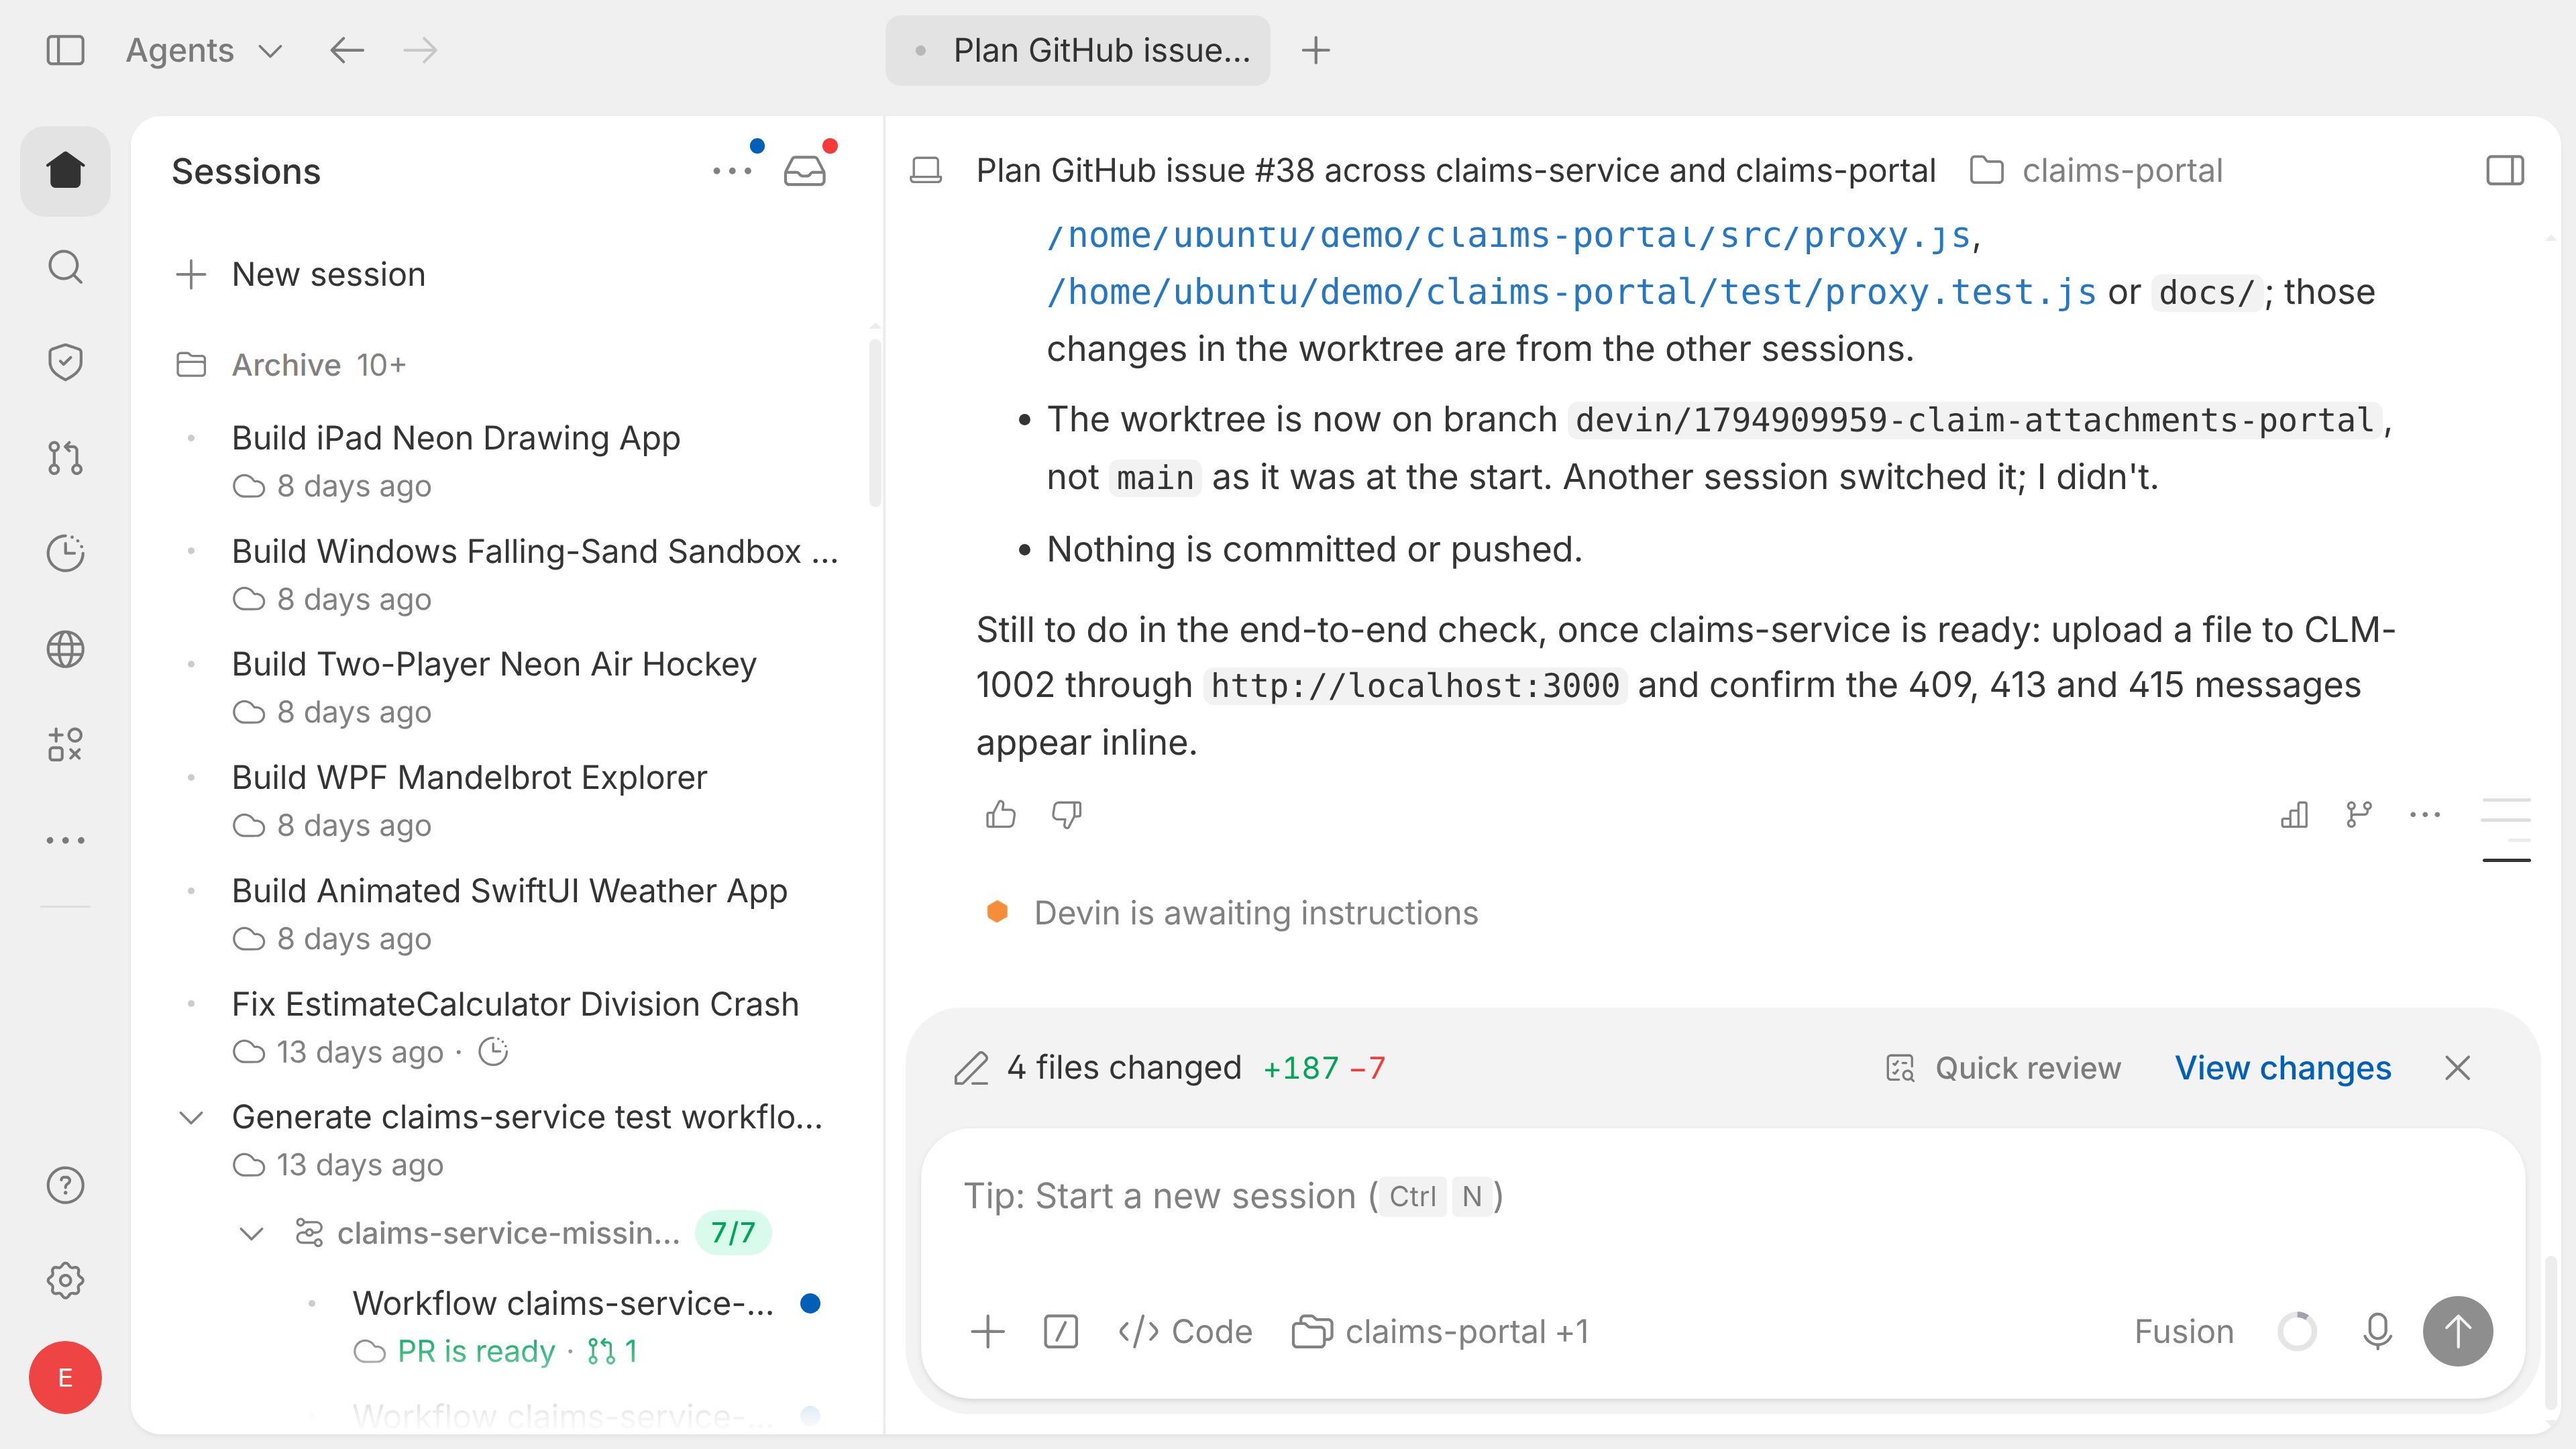 Agents
Plan GitHub issue...
Sessions
New session
Archive 10+
Build iPad Neon Drawing App
8 days ago
Build Windows Falling-Sand Sandbox ...
8 days ago
Build Two-Player Neon Air Hockey
8 days ago
Build WPF Mandelbrot Explorer
8 days ago
Build Animated SwiftUI Weather App
8 days ago
Fix EstimateCalculator Division Crash
13 days ago ·
Generate claims-service test workflo...
13 days ago
claims-service-missin... 7/7
Workflow claims-service-...
PR is ready · 1
Workflow claims-service-...
E
Plan GitHub issue #38 across claims-service and claims-portal claims-portal
/home/ubuntu/demo/claims-portal/src/proxy.js,
/home/ubuntu/demo/claims-portal/test/proxy.test.js or docs/; those
changes in the worktree are from the other sessions.
• The worktree is now on branch devin/1794909959-claim-attachments-portal,
not main as it was at the start. Another session switched it; I didn't.
• Nothing is committed or pushed.
Still to do in the end-to-end check, once claims-service is ready: upload a file to CLM-
1002 through http://localhost:3000 and confirm the 409, 413 and 415 messages
appear inline.
Devin is awaiting instructions
4 files changed +187 −7 Quick review View changes
Tip: Start a new session (Ctrl N)
Code claims-portal +1 Fusion